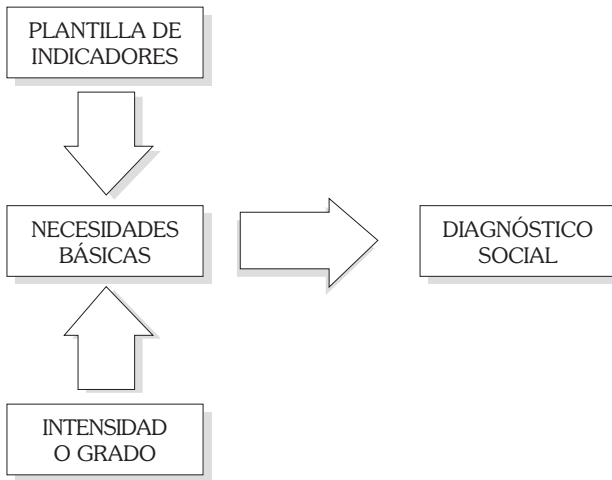 PLANTILLA DE
INDICADORES
NECESIDADES
BÁSICAS
DIAGNÓSTICO
SOCIAL
INTENSIDAD
O GRADO